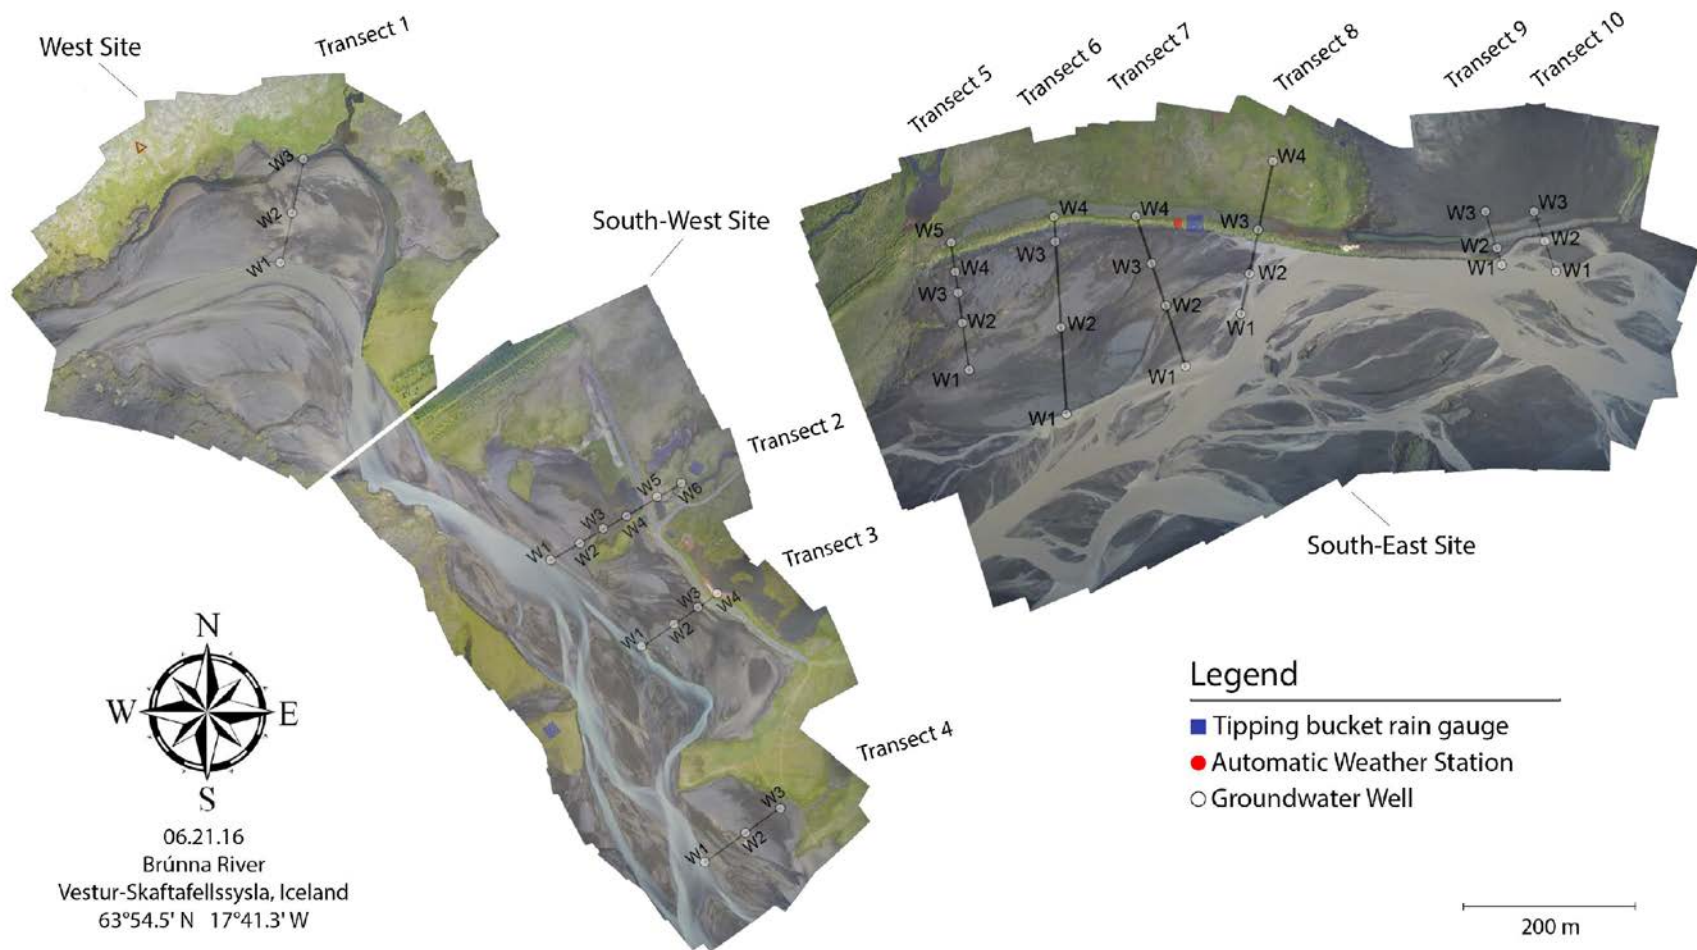 West Site
Transect 1
W3
W2
W1
South-West Site
Transect 2
W1
W2
W3
W4
W5
W6
Transect 3
W1
W2
W3
W4
Transect 4
W1
W2
W3
Transect 5
Transect 6
Transect 7
Transect 8
Transect 9
Transect 10
W5
W4
W3
W2
W1
W4
W3
W2
W1
W4
W3
W2
W1
W4
W3
W2
W1
W3
W2
W1
W3
W2
W1
South-East Site
N
W
E
S
06.21.16
Brúnna River
Vestur-Skaftafellssysla, Iceland
63°54.5' N 17°41.3' W
Legend
Tipping bucket rain gauge
Automatic Weather Station
Groundwater Well
200 m